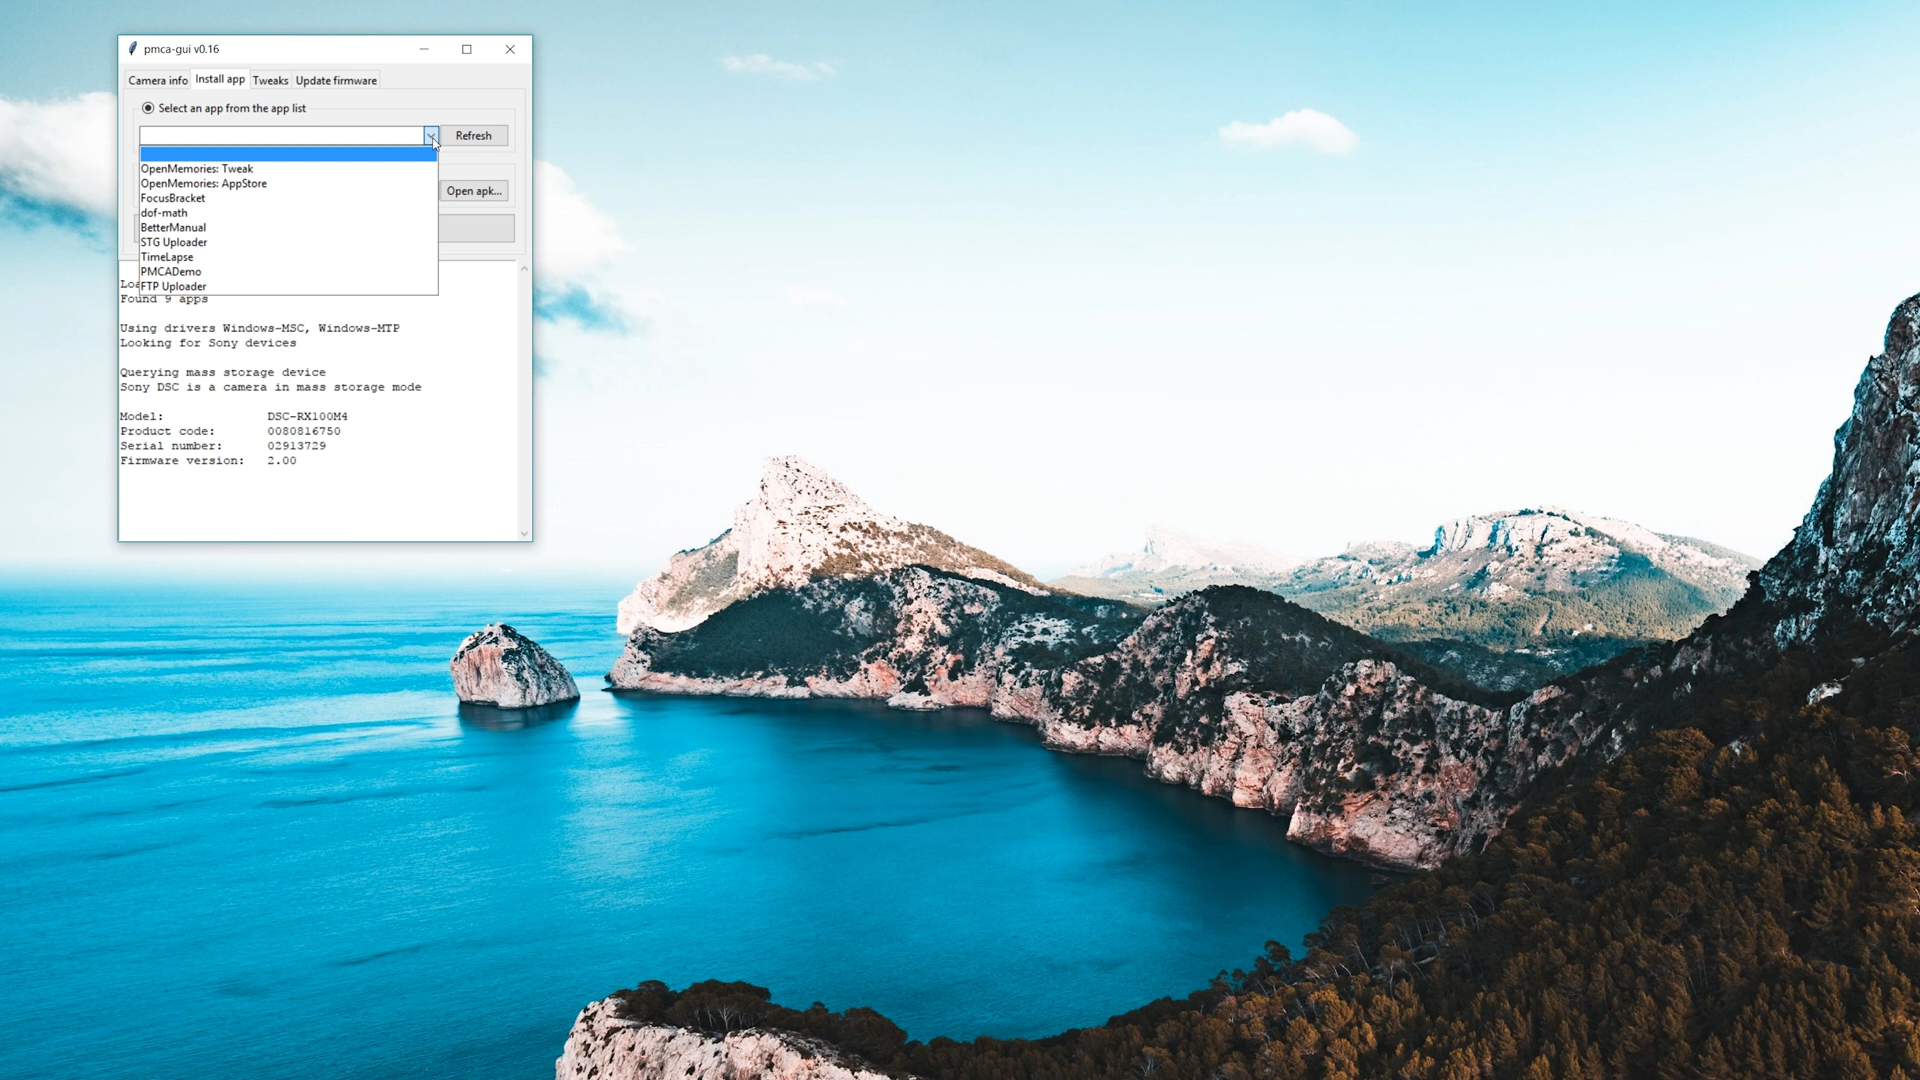 pmca-gui v0.16
Camera info Install app Tweaks Update firmware
Select an app from the app list
Refresh
OpenMemories: Tweak
OpenMemories: AppStore
FocusBracket
Open apk...
dof-math
BetterManual
STG Uploader
TimeLapse
PMCADemo
FTP Uploader
Found 9 apps
Using drivers Windows-MSC, Windows-MTP
Looking for Sony devices
Querying mass storage device
Sony DSC is a camera in mass storage mode
Model: DSC-RX100M4
Product code: 0080816750
Serial number: 02913729
Firmware version: 2.00